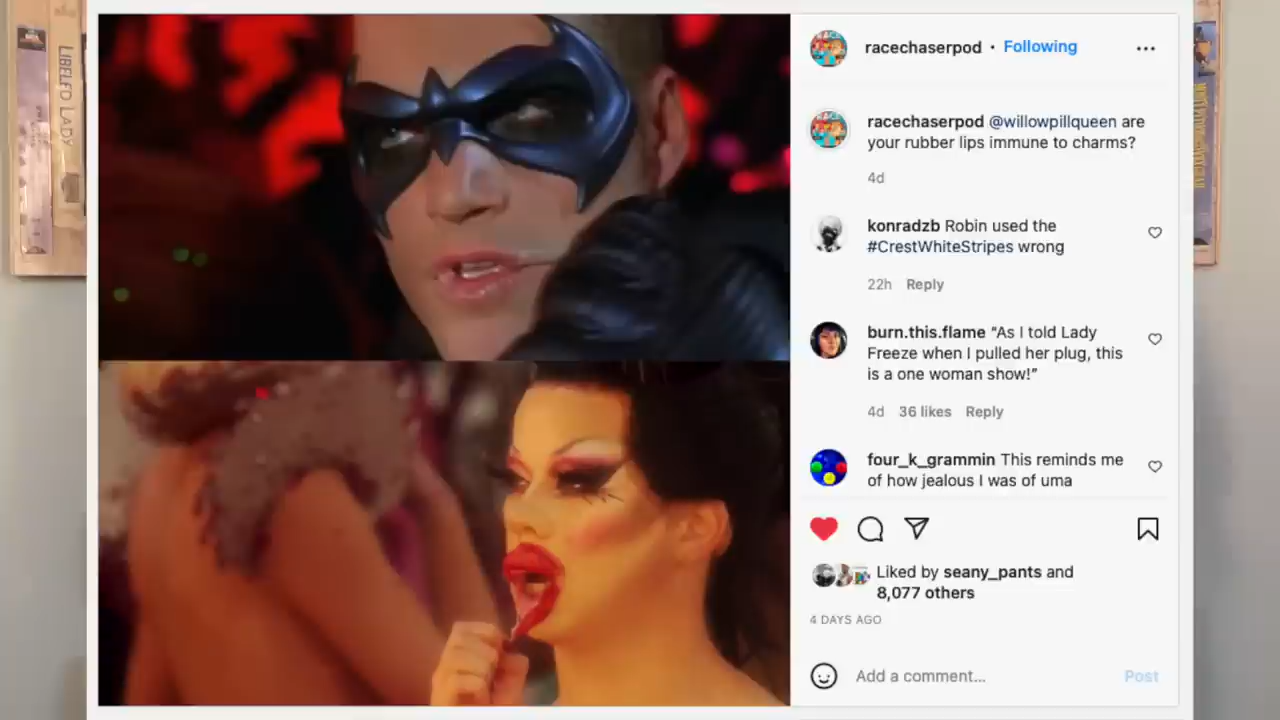 LIBELED LADY
racechaserpod • Following
racechaserpod @willowpillqueen are
your rubber lips immune to charms?
4d
konradzb Robin used the
#CrestWhiteStripes wrong
22h Reply
burn.this.flame “As I told Lady
Freeze when I pulled her plug, this
is a one woman show!”
4d 36 likes Reply
four_k_grammin This reminds me
of how jealous I was of uma
Liked by seany_pants and
8,077 others
4 DAYS AGO
Add a comment... Post